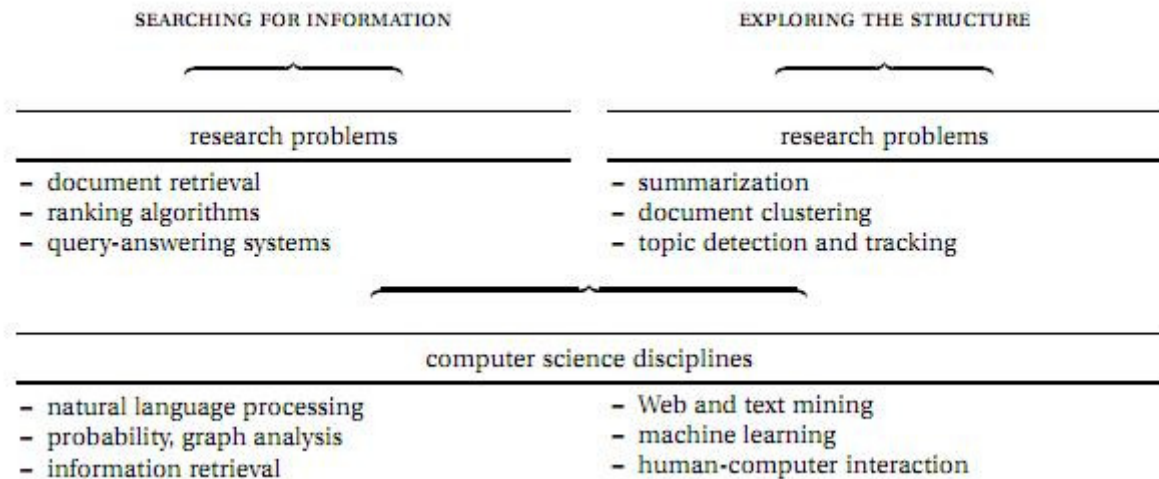 SEARCHING FOR INFORMATION
EXPLORING THE STRUCTURE
research problems
– document retrieval
– ranking algorithms
– query-answering systems
research problems
– summarization
– document clustering
– topic detection and tracking
computer science disciplines
– natural language processing
– probability, graph analysis
– information retrieval
– Web and text mining
– machine learning
– human-computer interaction